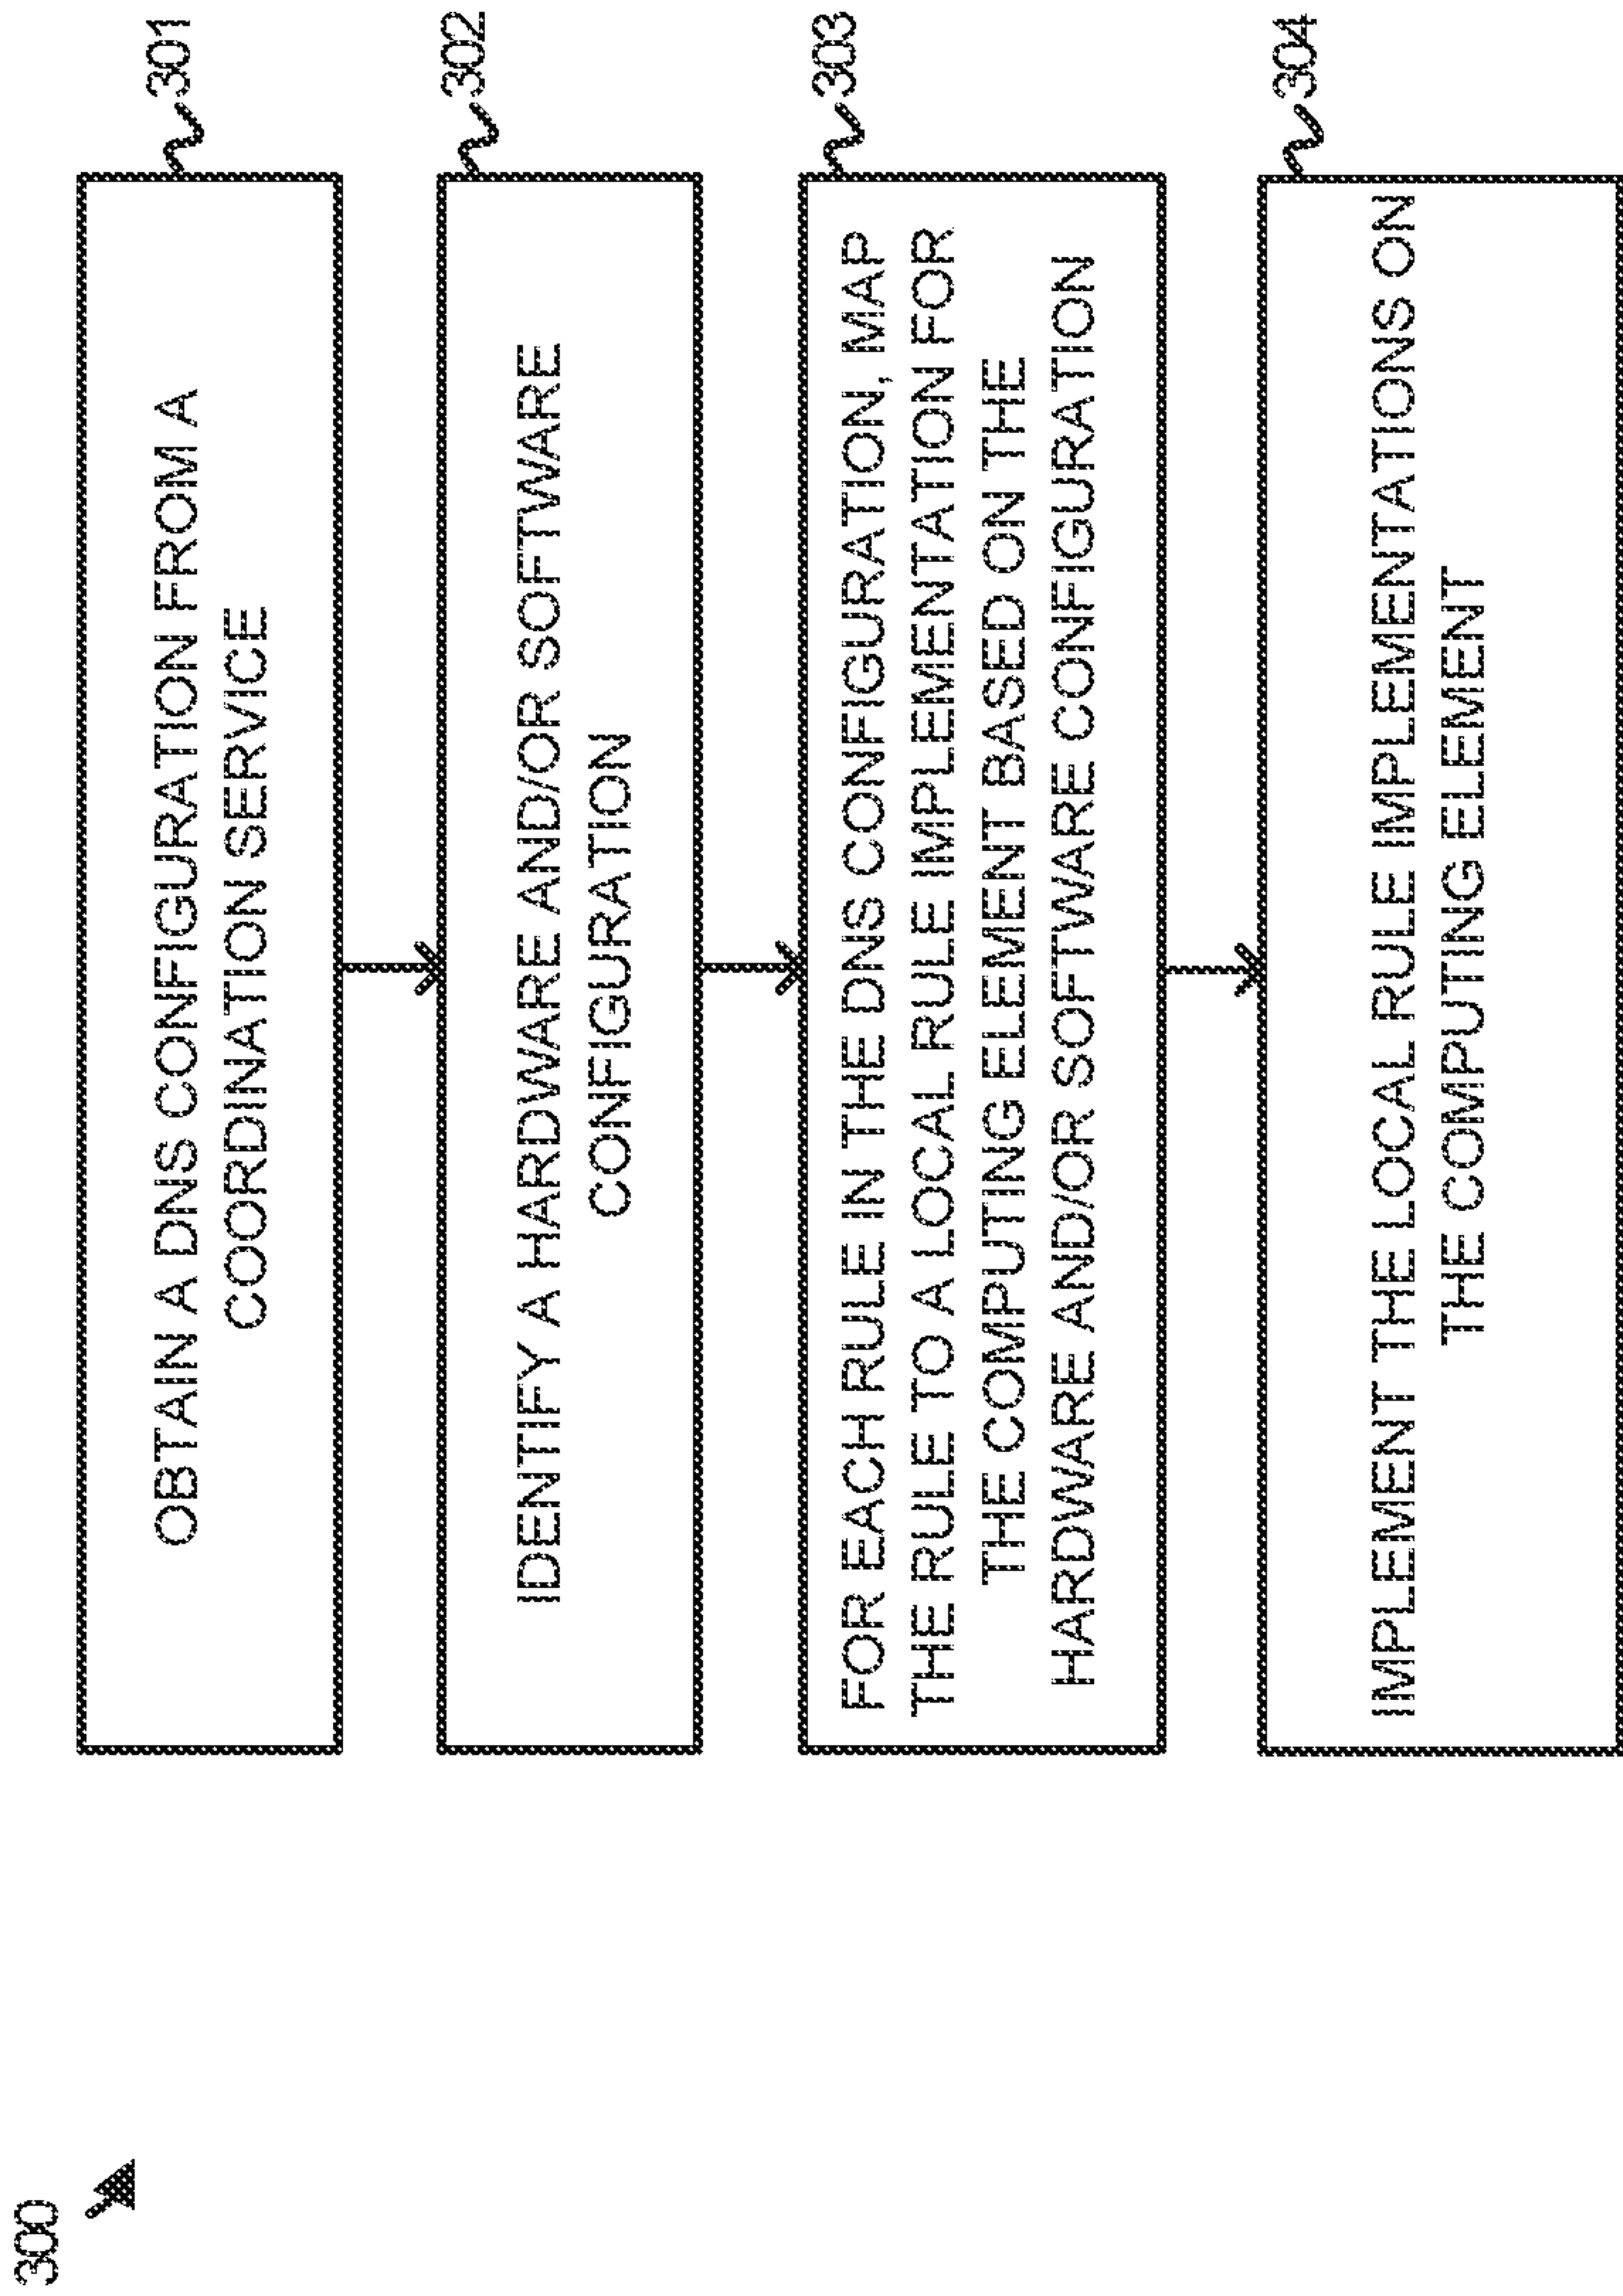 300
OBTAIN A DNS CONFIGURATION FROM A
COORDINATION SERVICE
301
IDENTIFY A HARDWARE AND/OR SOFTWARE
CONFIGURATION
302
FOR EACH RULE IN THE DNS CONFIGURATION, MAP
THE RULE TO A LOCAL RULE IMPLEMENTATION FOR
THE COMPUTING ELEMENT BASED ON THE
HARDWARE AND/OR SOFTWARE CONFIGURATION
303
IMPLEMENT THE LOCAL RULE IMPLEMENTATIONS ON
THE COMPUTING ELEMENT
304